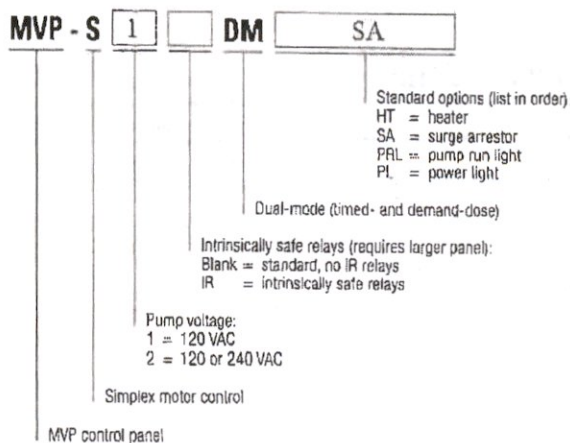 MVP - S 1 DM SA
Standard options (list in order)
HT = heater
SA = surge arrestor
PRL = pump run light
PL = power light
Dual-mode (timed- and demand-dose)
Intrinsically safe relays (requires larger panel):
Blank = standard, no IR relays
IR = intrinsically safe relays
Pump voltage:
1 = 120 VAC
2 = 120 or 240 VAC
Simplex motor control
MVP control panel